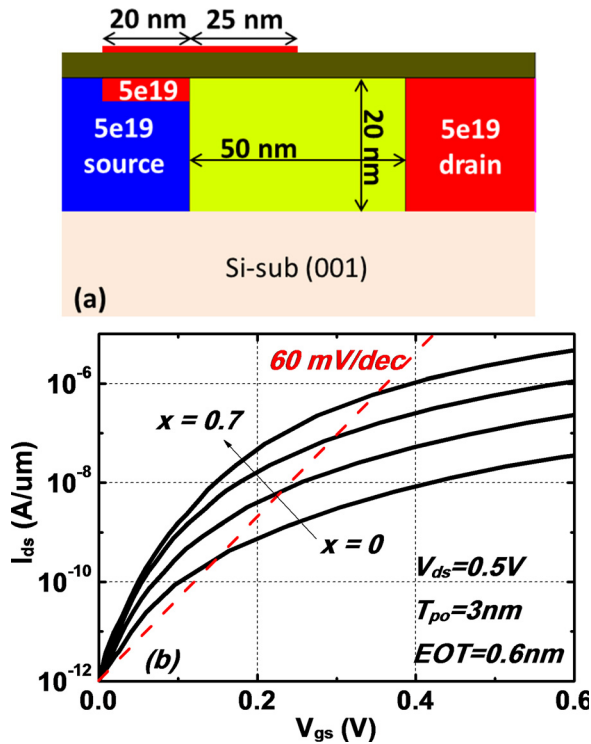 20 nm 25 nm
5e19
5e19
source
50 nm
20 nm
5e19
drain
Si-sub (001)
(a)
60 mV/dec
x = 0.7
x = 0
V_ds=0.5V
T_po=3nm
EOT=0.6nm
(b)
I_ds (A/um)
10^-6
10^-8
10^-10
10^-12
0.0 0.2 0.4 0.6
V_gs (V)